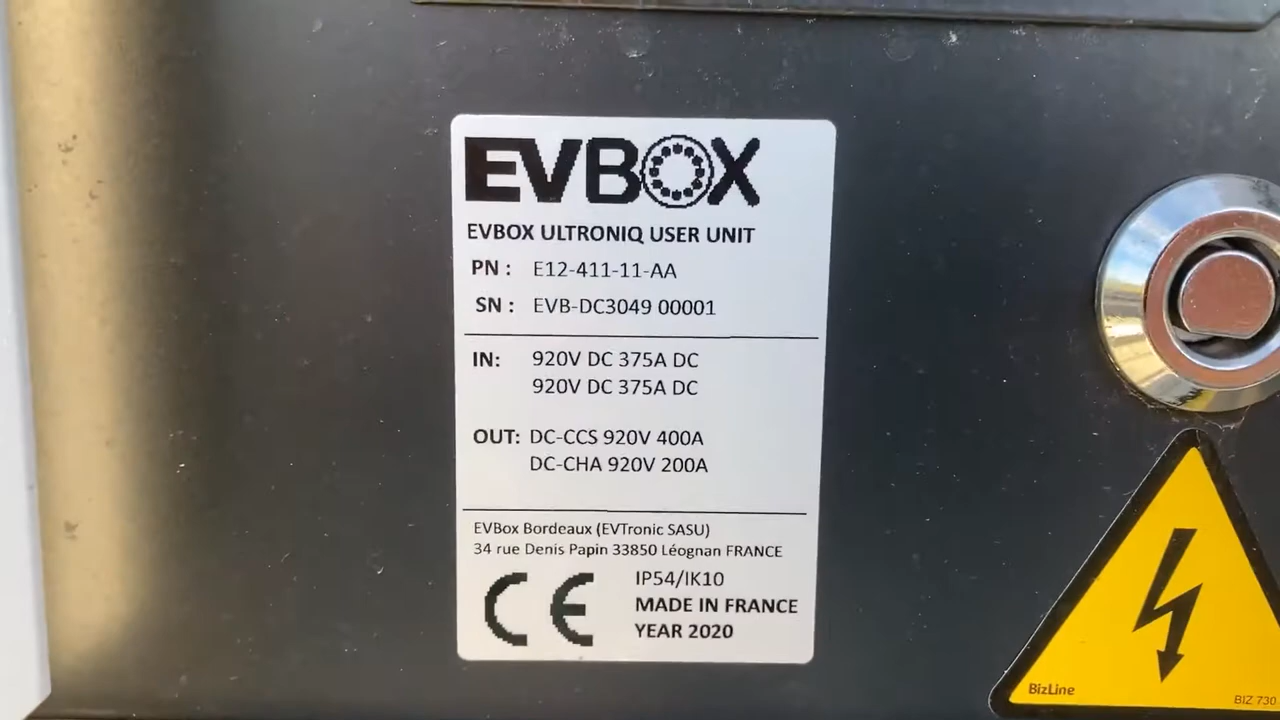 EVBOX
EVBOX ULTRONIQ USER UNIT
PN : E12-411-11-AA
SN : EVB-DC3049 00001
IN: 920V DC 375A DC
920V DC 375A DC
OUT: DC-CCS 920V 400A
DC-CHA 920V 200A
EVBox Bordeaux (EVTronic SASU)
34 rue Denis Papin 33850 Léognan FRANCE
CE
IP54/IK10
MADE IN FRANCE
YEAR 2020
BizLine
BIZ 730